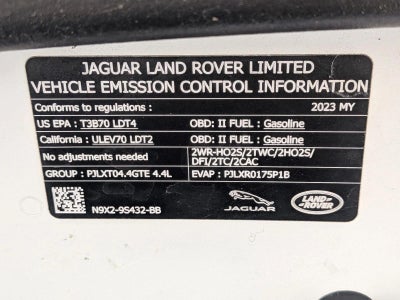 JAGUAR LAND ROVER LIMITED
VEHICLE EMISSION CONTROL INFORMATION
Conforms to regulations : 2023 MY
US EPA : T3B70 LDT4 OBD: II FUEL : Gasoline
California : ULEV70 LDT2 OBD: II FUEL : Gasoline
No adjustments needed 2WR-HO2S/2TWC/2HO2S/
DFI/2TC/2CAC
GROUP : PJLXT04.4GTE 4.4L EVAP : PJLXR0175P1B
N9X2-9S432-BB JAGUAR LAND ROVER